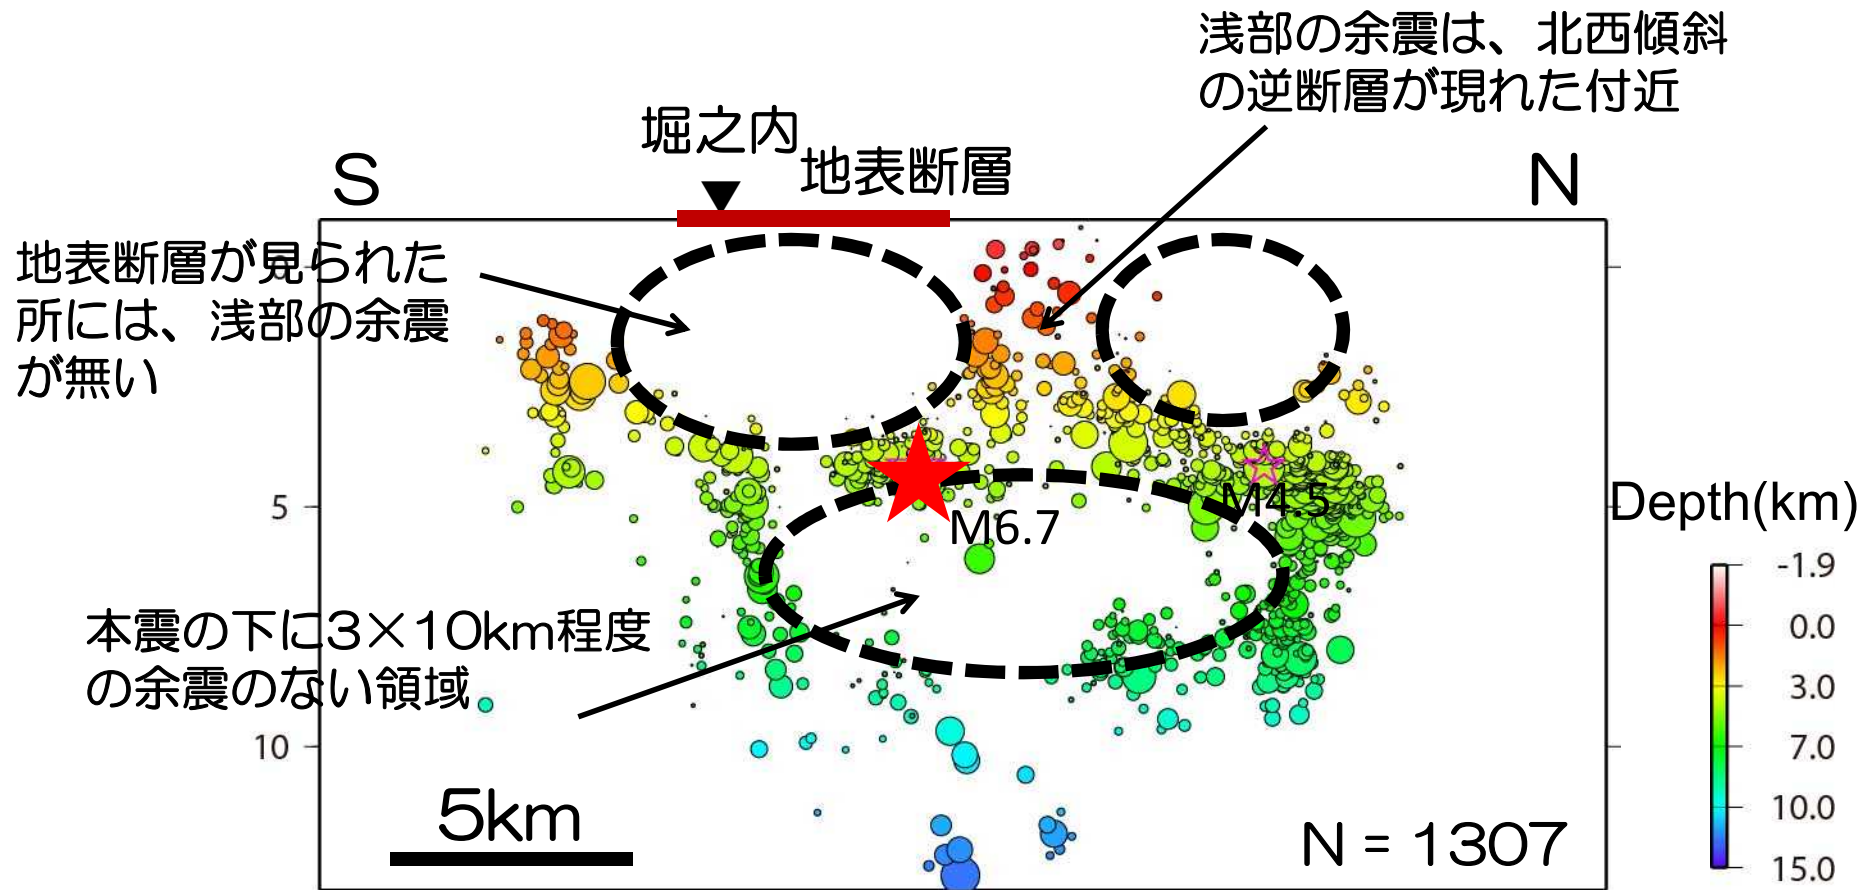 浅部の余震は、北西傾斜
の逆断層が現れた付近
堀之内
地表断層
S
N
地表断層が見られた
所には、浅部の余震
が無い
0
5
10
M6.7
M4.5
Depth(km)
-1.9
0.0
3.0
7.0
10.0
15.0
本震の下に3×10km程度
の余震のない領域
5km
N = 1307